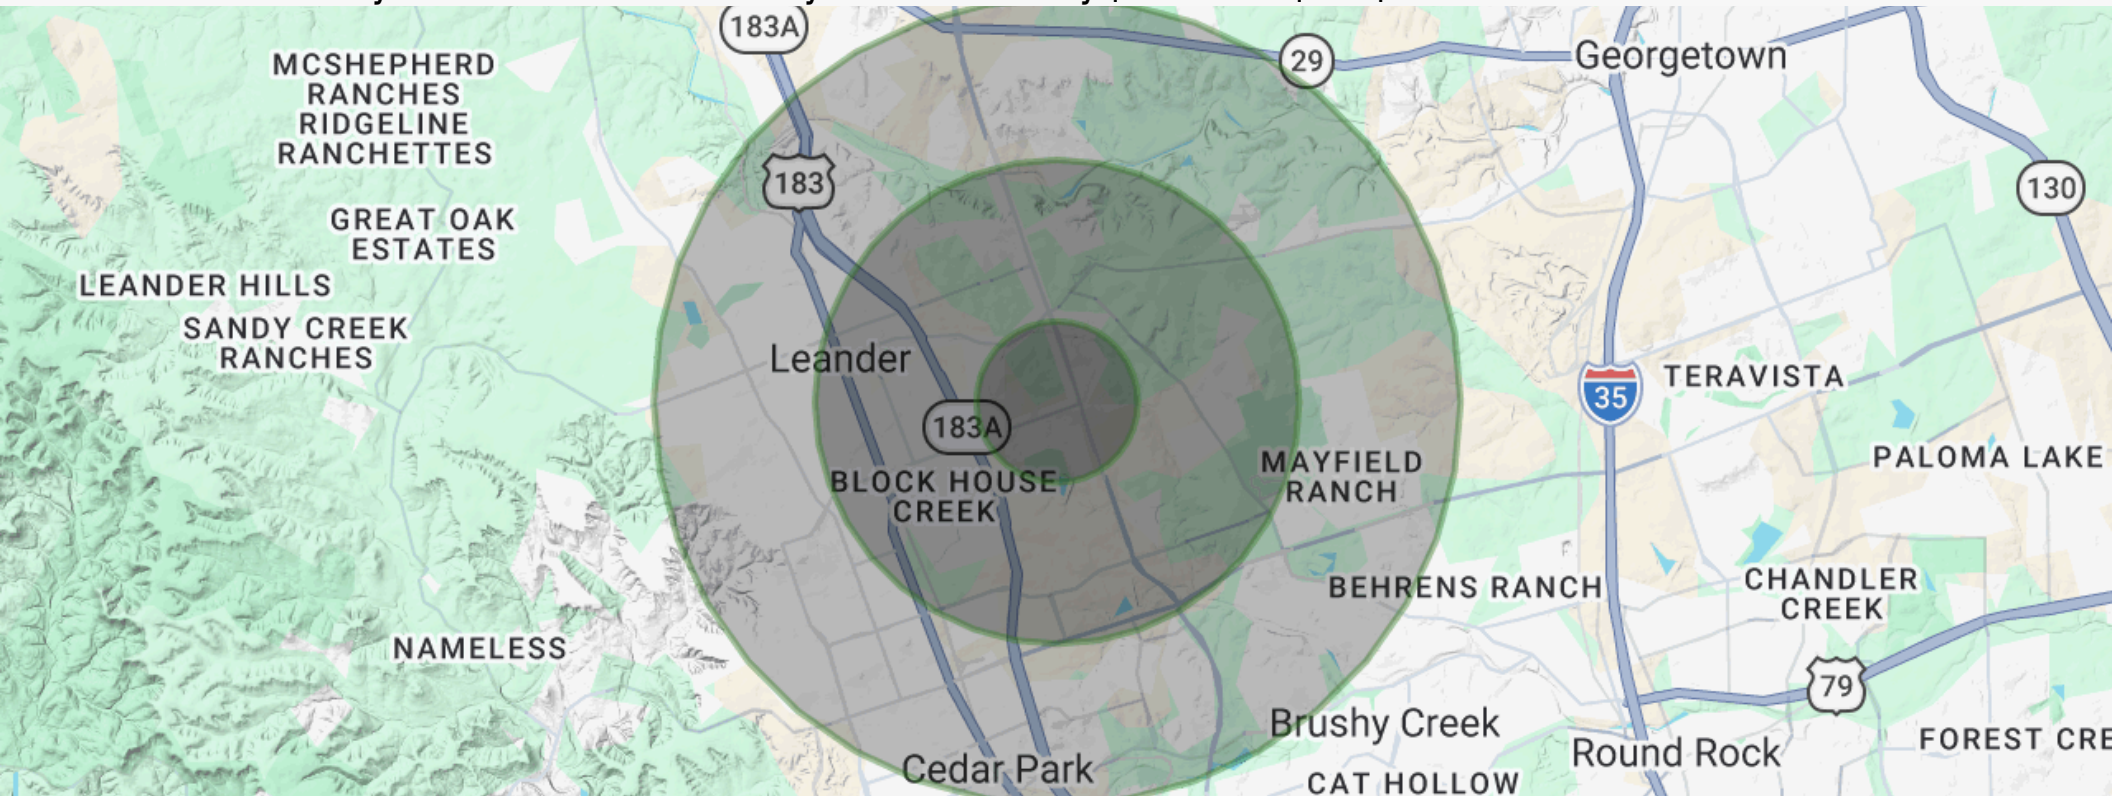 183A
29
Georgetown
MCSHEPHERD
RANCHES
RIDGELINE
RANCHETTES
183
130
GREAT OAK
ESTATES
LEANDER HILLS
SANDY CREEK
RANCHES
Leander
35
TERAVISTA
183A
BLOCK HOUSE
CREEK
MAYFIELD
RANCH
PALOMA LAKE
BEHRENS RANCH
CHANDLER
CREEK
NAMELESS
79
Brushy Creek
Round Rock
FOREST CRE
Cedar Park
CAT HOLLOW